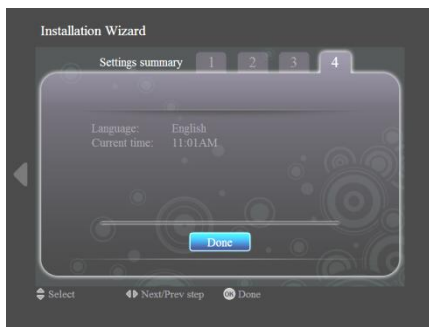 Installation Wizard
Settings summary 1 2 3 4
Language: English
Current time: 11:01AM
Done
Select Next/Prev step OK Done